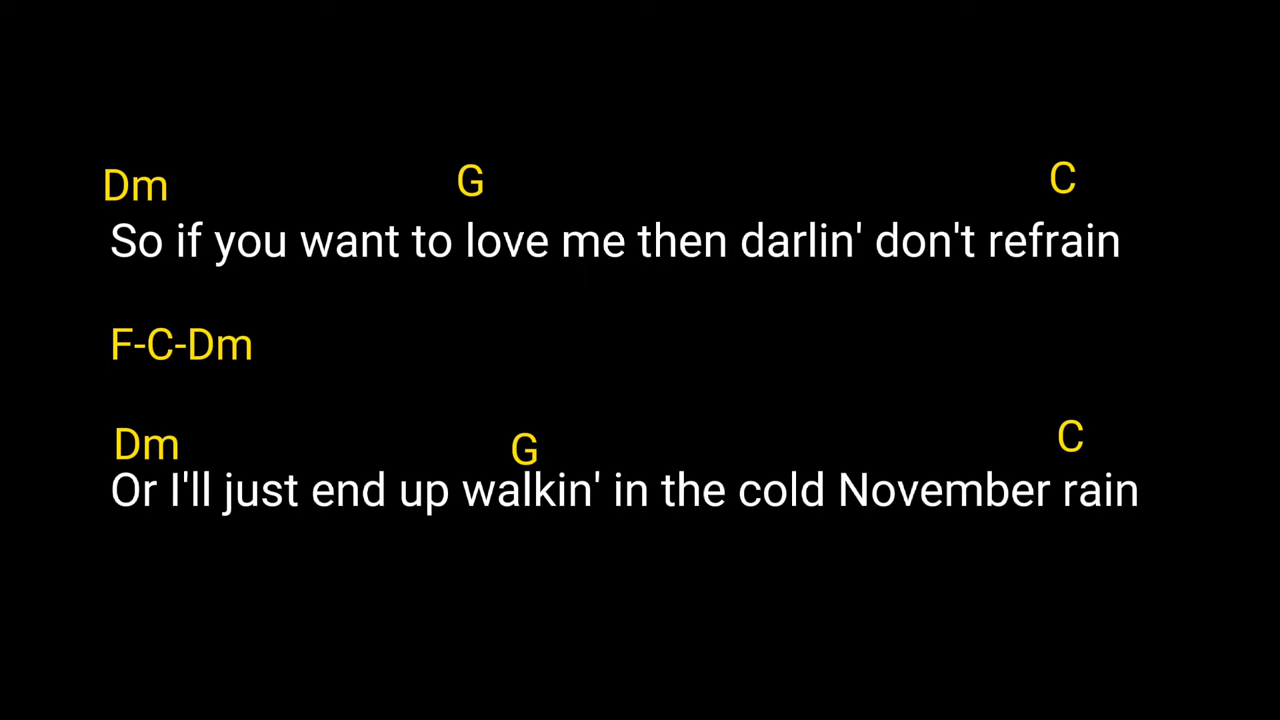 Dm G C
So if you want to love me then darlin' don't refrain
F-C-Dm
Dm G C
Or I'll just end up walkin' in the cold November rain